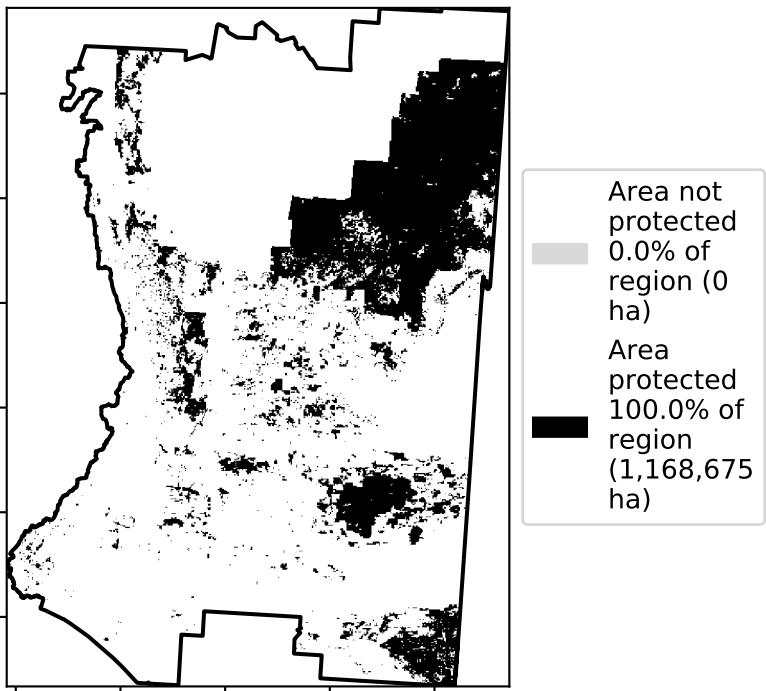 Area not
protected
0.0% of
region (0
ha)
Area
protected
100.0% of
region
(1,168,675
ha)